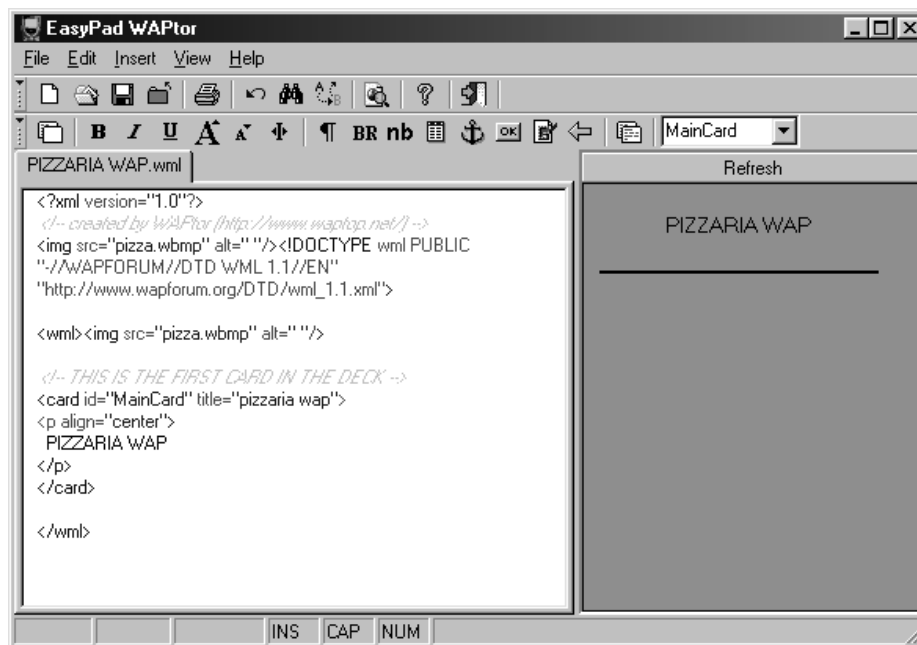 EasyPad WAPtor
File Edit Insert View Help
B I U A A ¶ BR nb OK MainCard
PIZZARIA WAP.wml
Refresh
<?xml version="1.0"?>
<!-- created by WAPtor (http://www.waptop.net/) -->
<img src="pizza.wbmp" alt=" "/><!DOCTYPE wml PUBLIC
"-//WAPFORUM//DTD WML 1.1//EN"
"http://www.wapforum.org/DTD/wml_1.1.xml">
<wml><img src="pizza.wbmp" alt=" "/>
<!-- THIS IS THE FIRST CARD IN THE DECK -->
<card id="MainCard" title="pizzaria wap">
<p align="center">
PIZZARIA WAP
</p>
</card>
</wml>
PIZZARIA WAP
INS CAP NUM